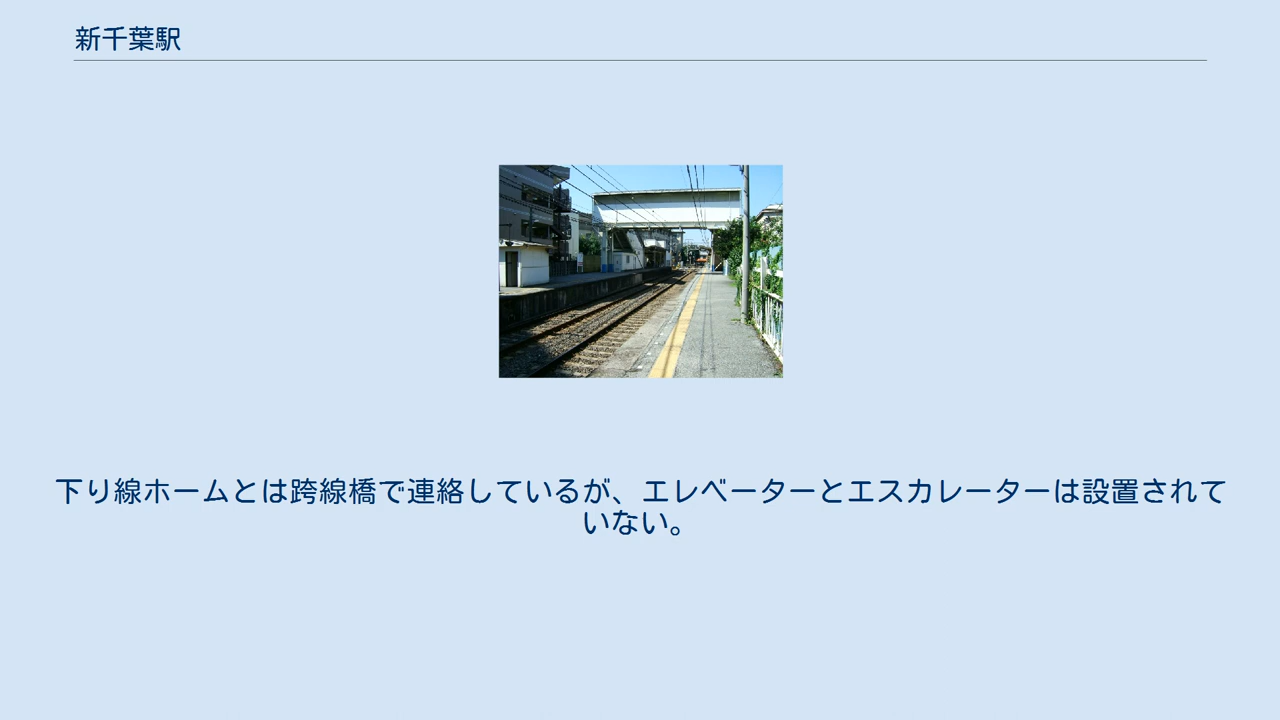 新千葉駅
下り線ホームとは跨線橋で連絡しているが、エレベーターとエスカレーターは設置されて
いない。